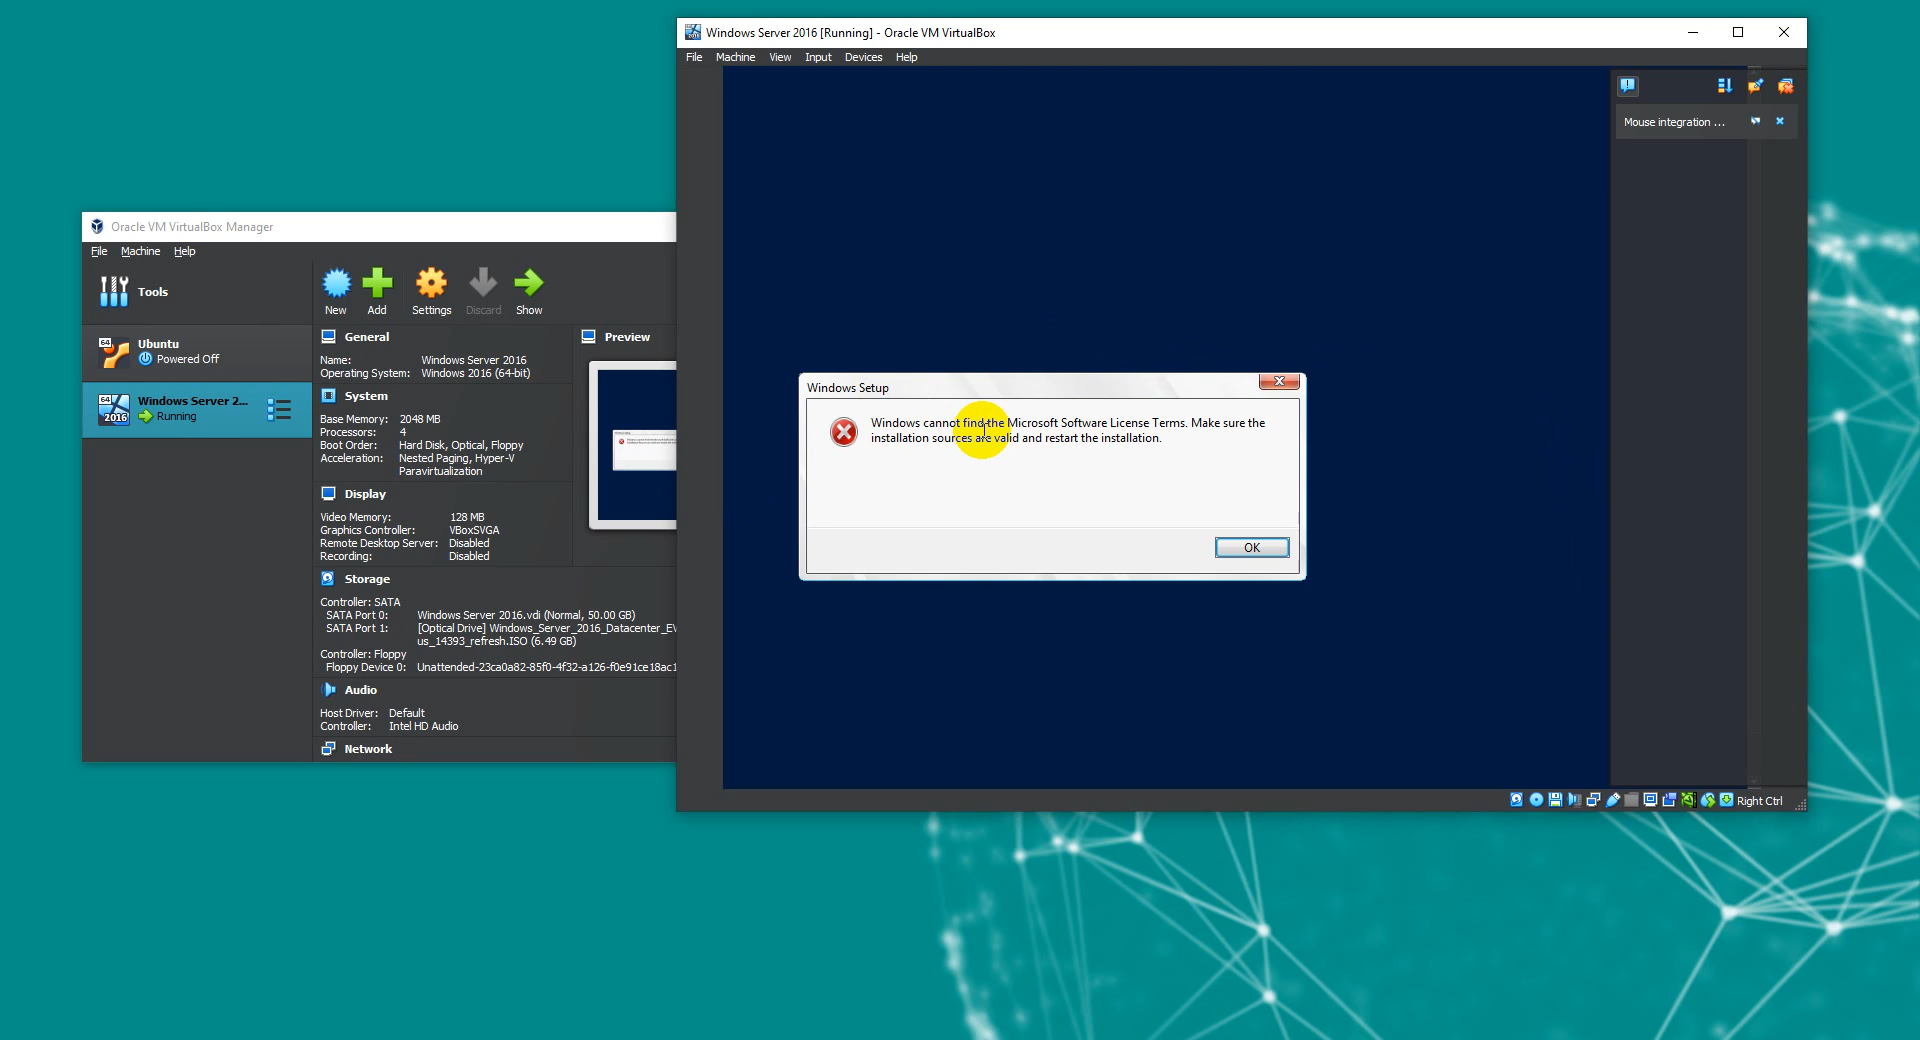 Windows Server 2016 [Running] - Oracle VM VirtualBox
File Machine View Input Devices Help
Mouse integration ...
Windows Setup
Windows cannot find the Microsoft Software License Terms. Make sure the
installation sources are valid and restart the installation.
OK
Right Ctrl
Oracle VM VirtualBox Manager
File Machine Help
Tools
64
Ubuntu
Powered Off
64
2016
Windows Server 2...
Running
New Add Settings Discard Show
General
Name: Windows Server 2016
Operating System: Windows 2016 (64-bit)
System
Base Memory: 2048 MB
Processors: 4
Boot Order: Hard Disk, Optical, Floppy
Acceleration: Nested Paging, Hyper-V
Paravirtualization
Display
Video Memory: 128 MB
Graphics Controller: VBoxSVGA
Remote Desktop Server: Disabled
Recording: Disabled
Storage
Controller: SATA
SATA Port 0: Windows Server 2016.vdi (Normal, 50.00 GB)
SATA Port 1: [Optical Drive] Windows_Server_2016_Datacenter_EV
us_14393_refresh.ISO (6.49 GB)
Controller: Floppy
Floppy Device 0: Unattended-23ca0a82-85f0-4f32-a126-f0e91ce18ac1
Audio
Host Driver: Default
Controller: Intel HD Audio
Network
Preview